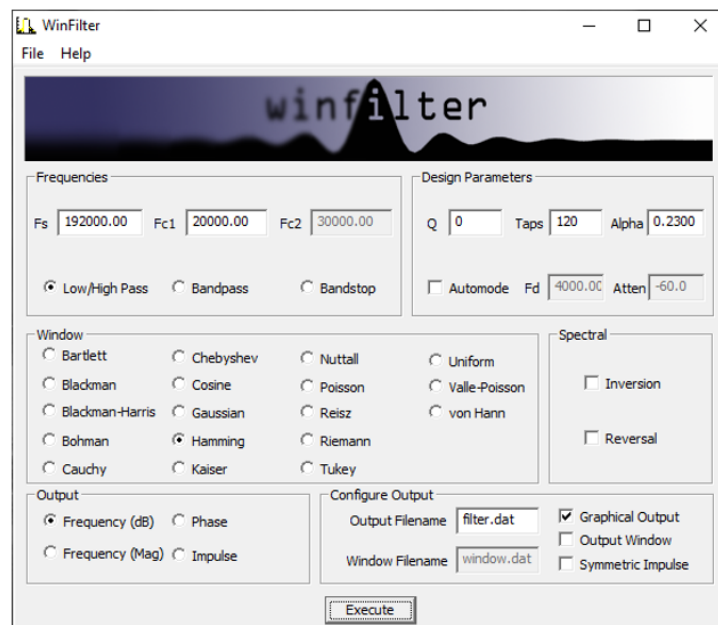 WinFilter
File Help
winfilter
Frequencies
Fs 192000.00 Fc1 20000.00 Fc2 30000.00
Low/High Pass Bandpass Bandstop
Design Parameters
Q 0 Taps 120 Alpha 0.2300
Automode Fd 4000.00 Atten -60.0
Window
Bartlett Chebyshev Nuttall Uniform
Blackman Cosine Poisson Valle-Poisson
Blackman-Harris Gaussian Reisz von Hann
Bohman Hamming Riemann
Cauchy Kaiser Tukey
Spectral
Inversion
Reversal
Output
Frequency (dB) Phase
Frequency (Mag) Impulse
Configure Output
Output Filename filter.dat Graphical Output
Output Window
Window Filename window.dat Symmetric Impulse
Execute